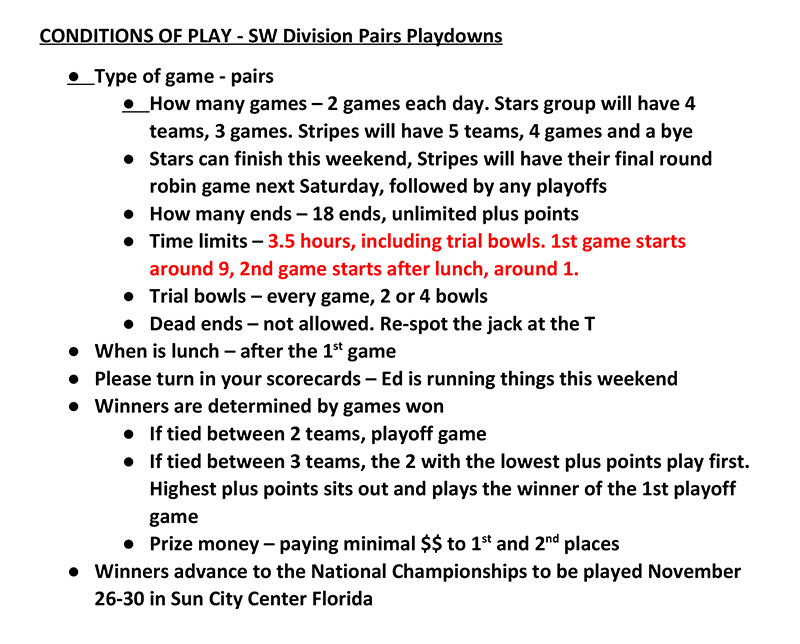 CONDITIONS OF PLAY - SW Division Pairs Playdowns
● Type of game - pairs
● How many games – 2 games each day. Stars group will have 4
teams, 3 games. Stripes will have 5 teams, 4 games and a bye
● Stars can finish this weekend, Stripes will have their final round
robin game next Saturday, followed by any playoffs
● How many ends – 18 ends, unlimited plus points
● Time limits – 3.5 hours, including trial bowls. 1st game starts
around 9, 2nd game starts after lunch, around 1.
● Trial bowls – every game, 2 or 4 bowls
● Dead ends – not allowed. Re-spot the jack at the T
● When is lunch – after the 1st game
● Please turn in your scorecards – Ed is running things this weekend
● Winners are determined by games won
● If tied between 2 teams, playoff game
● If tied between 3 teams, the 2 with the lowest plus points play first.
Highest plus points sits out and plays the winner of the 1st playoff
game
● Prize money – paying minimal $$ to 1st and 2nd places
● Winners advance to the National Championships to be played November
26-30 in Sun City Center Florida